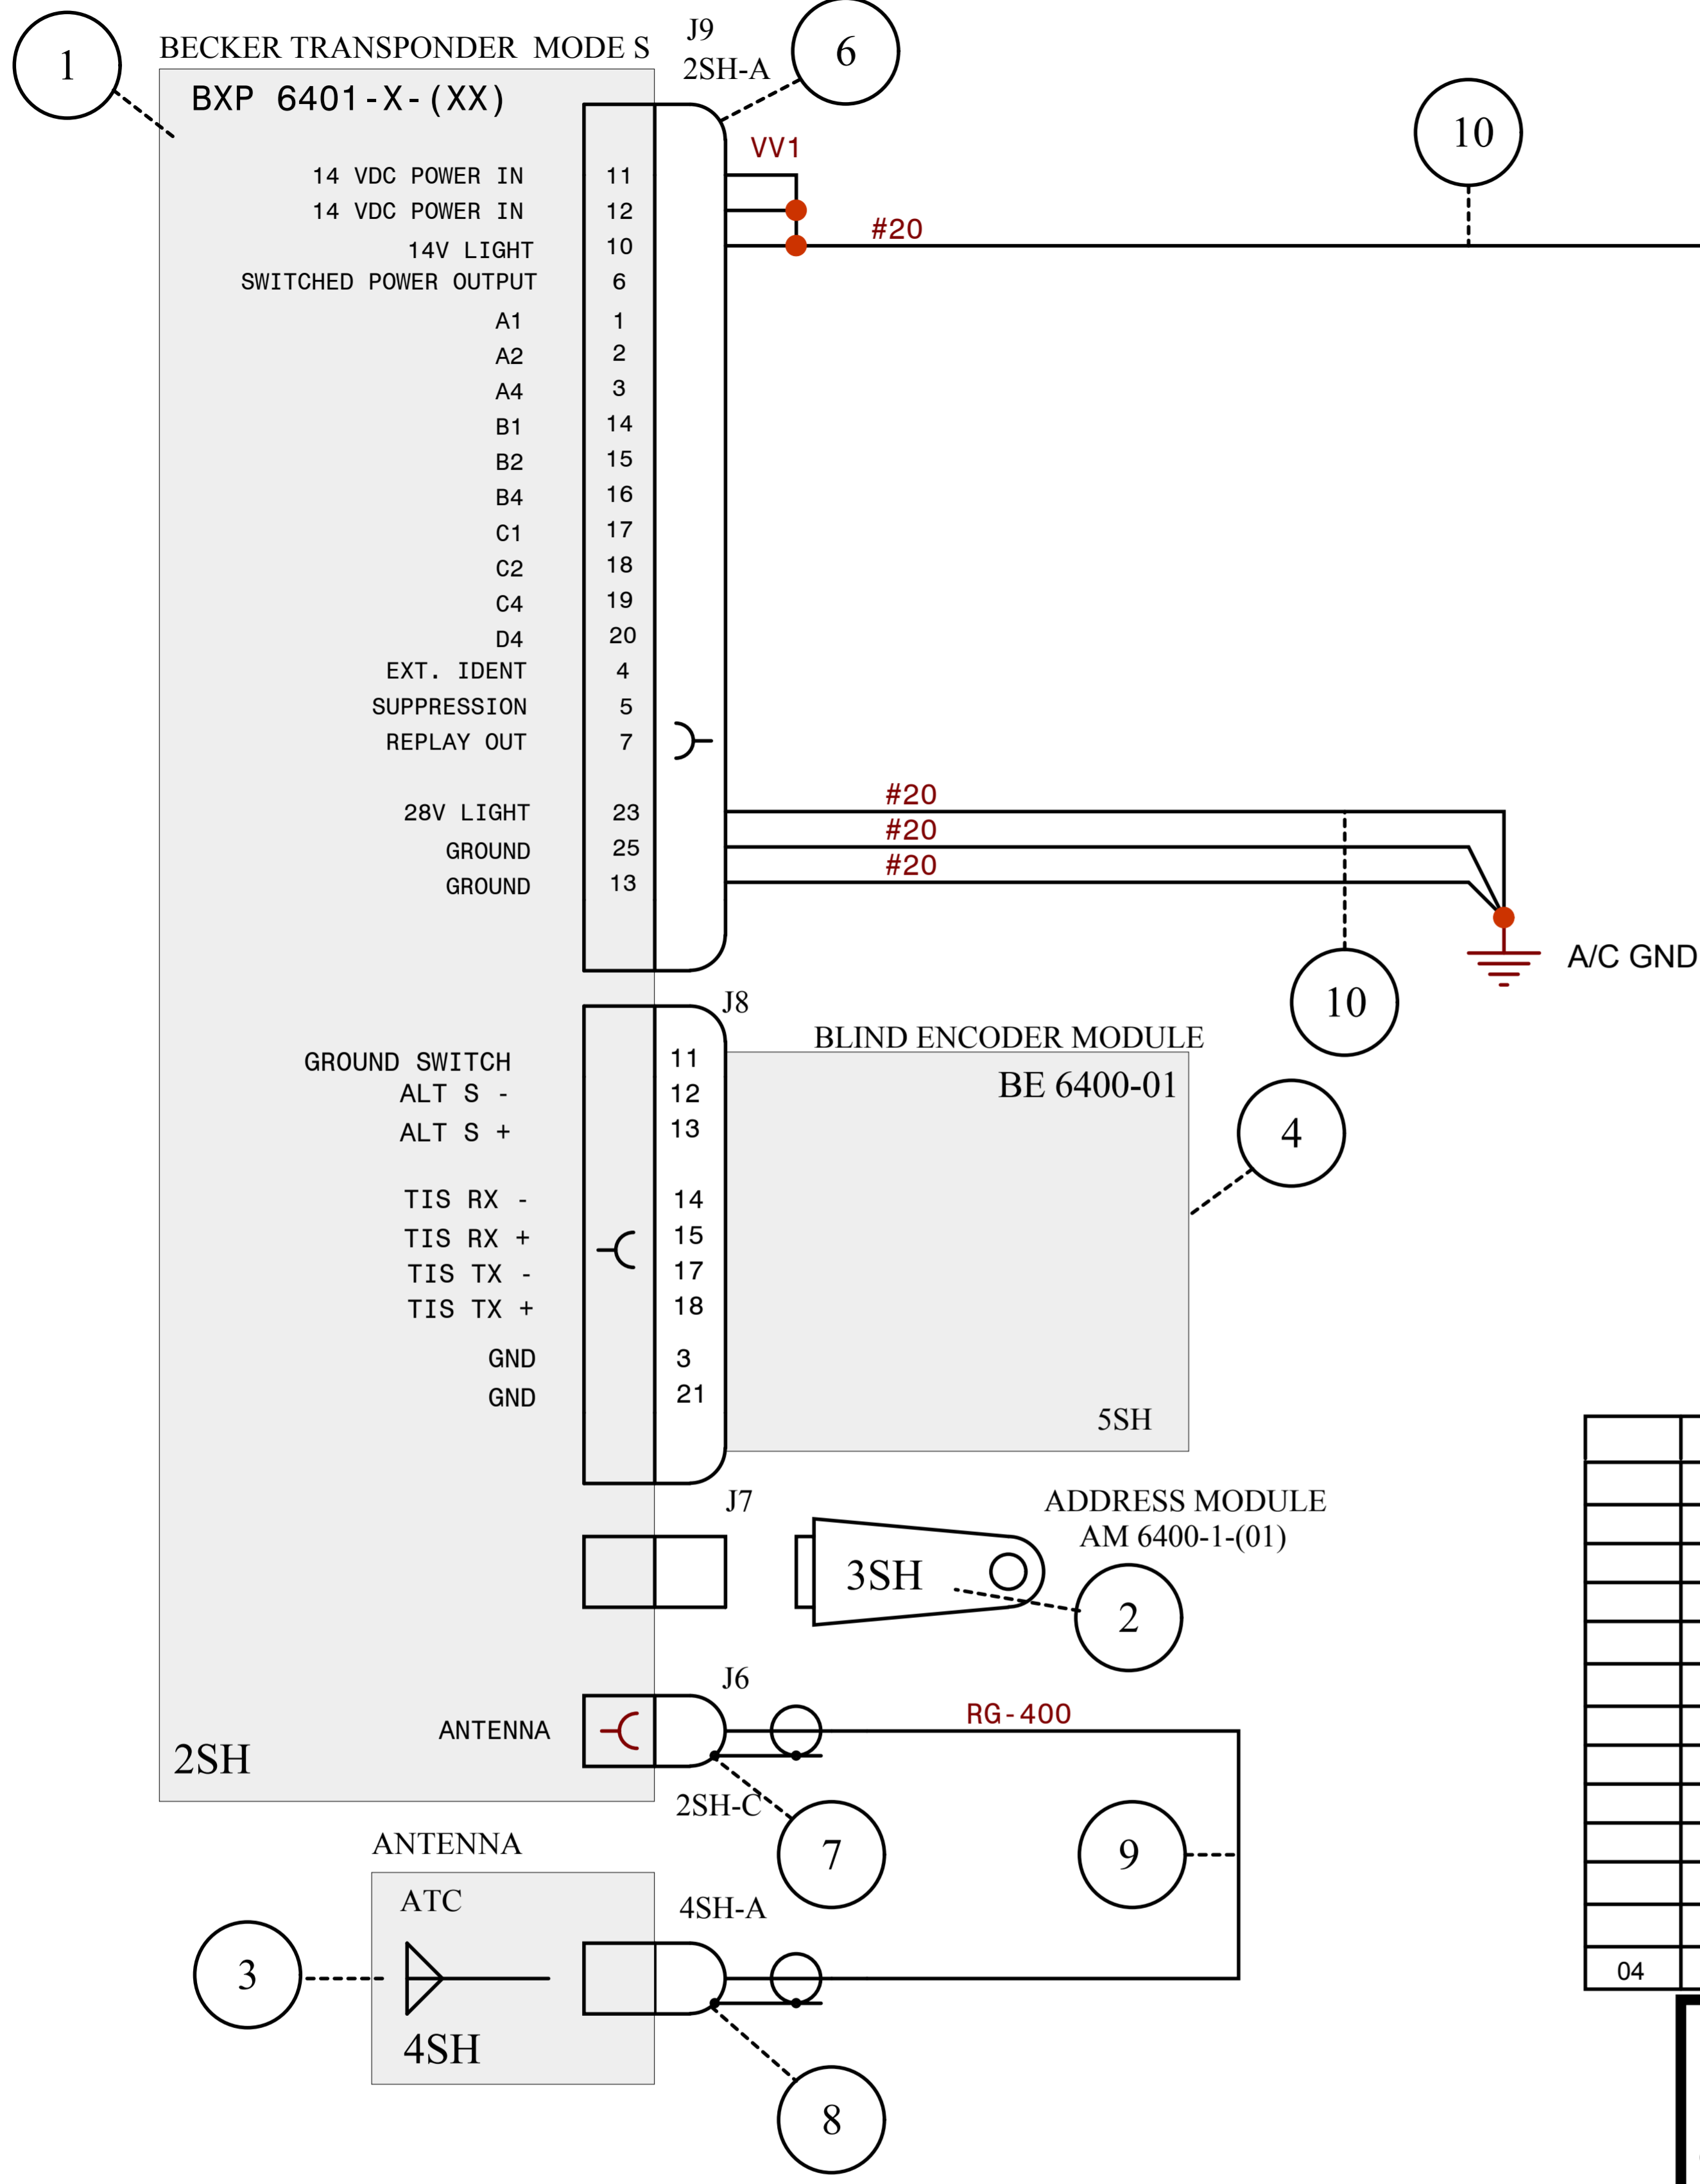 1
BECKER TRANSPONDER MODE S
J9
2SH-A
6
10
BXP 6401-X-(XX)
VV1
14 VDC POWER IN 11
14 VDC POWER IN 12
14V LIGHT 10
#20
SWITCHED POWER OUTPUT 6
A1 1
A2 2
A4 3
B1 14
B2 15
B4 16
C1 17
C2 18
C4 19
D4 20
EXT. IDENT 4
SUPPRESSION 5
REPLAY OUT 7
28V LIGHT 23
#20
GROUND 25
#20
GROUND 13
#20
A/C GND
10
J8
BLIND ENCODER MODULE
BE 6400-01
GROUND SWITCH 11
ALT S - 12
ALT S + 13
4
TIS RX - 14
TIS RX + 15
TIS TX - 17
TIS TX + 18
GND 3
GND 21
5SH
J7
ADDRESS MODULE
AM 6400-1-(01)
3SH
2
J6
RG-400
ANTENNA
2SH
2SH-C
7
9
ANTENNA
ATC
4SH-A
3
4SH
04
8